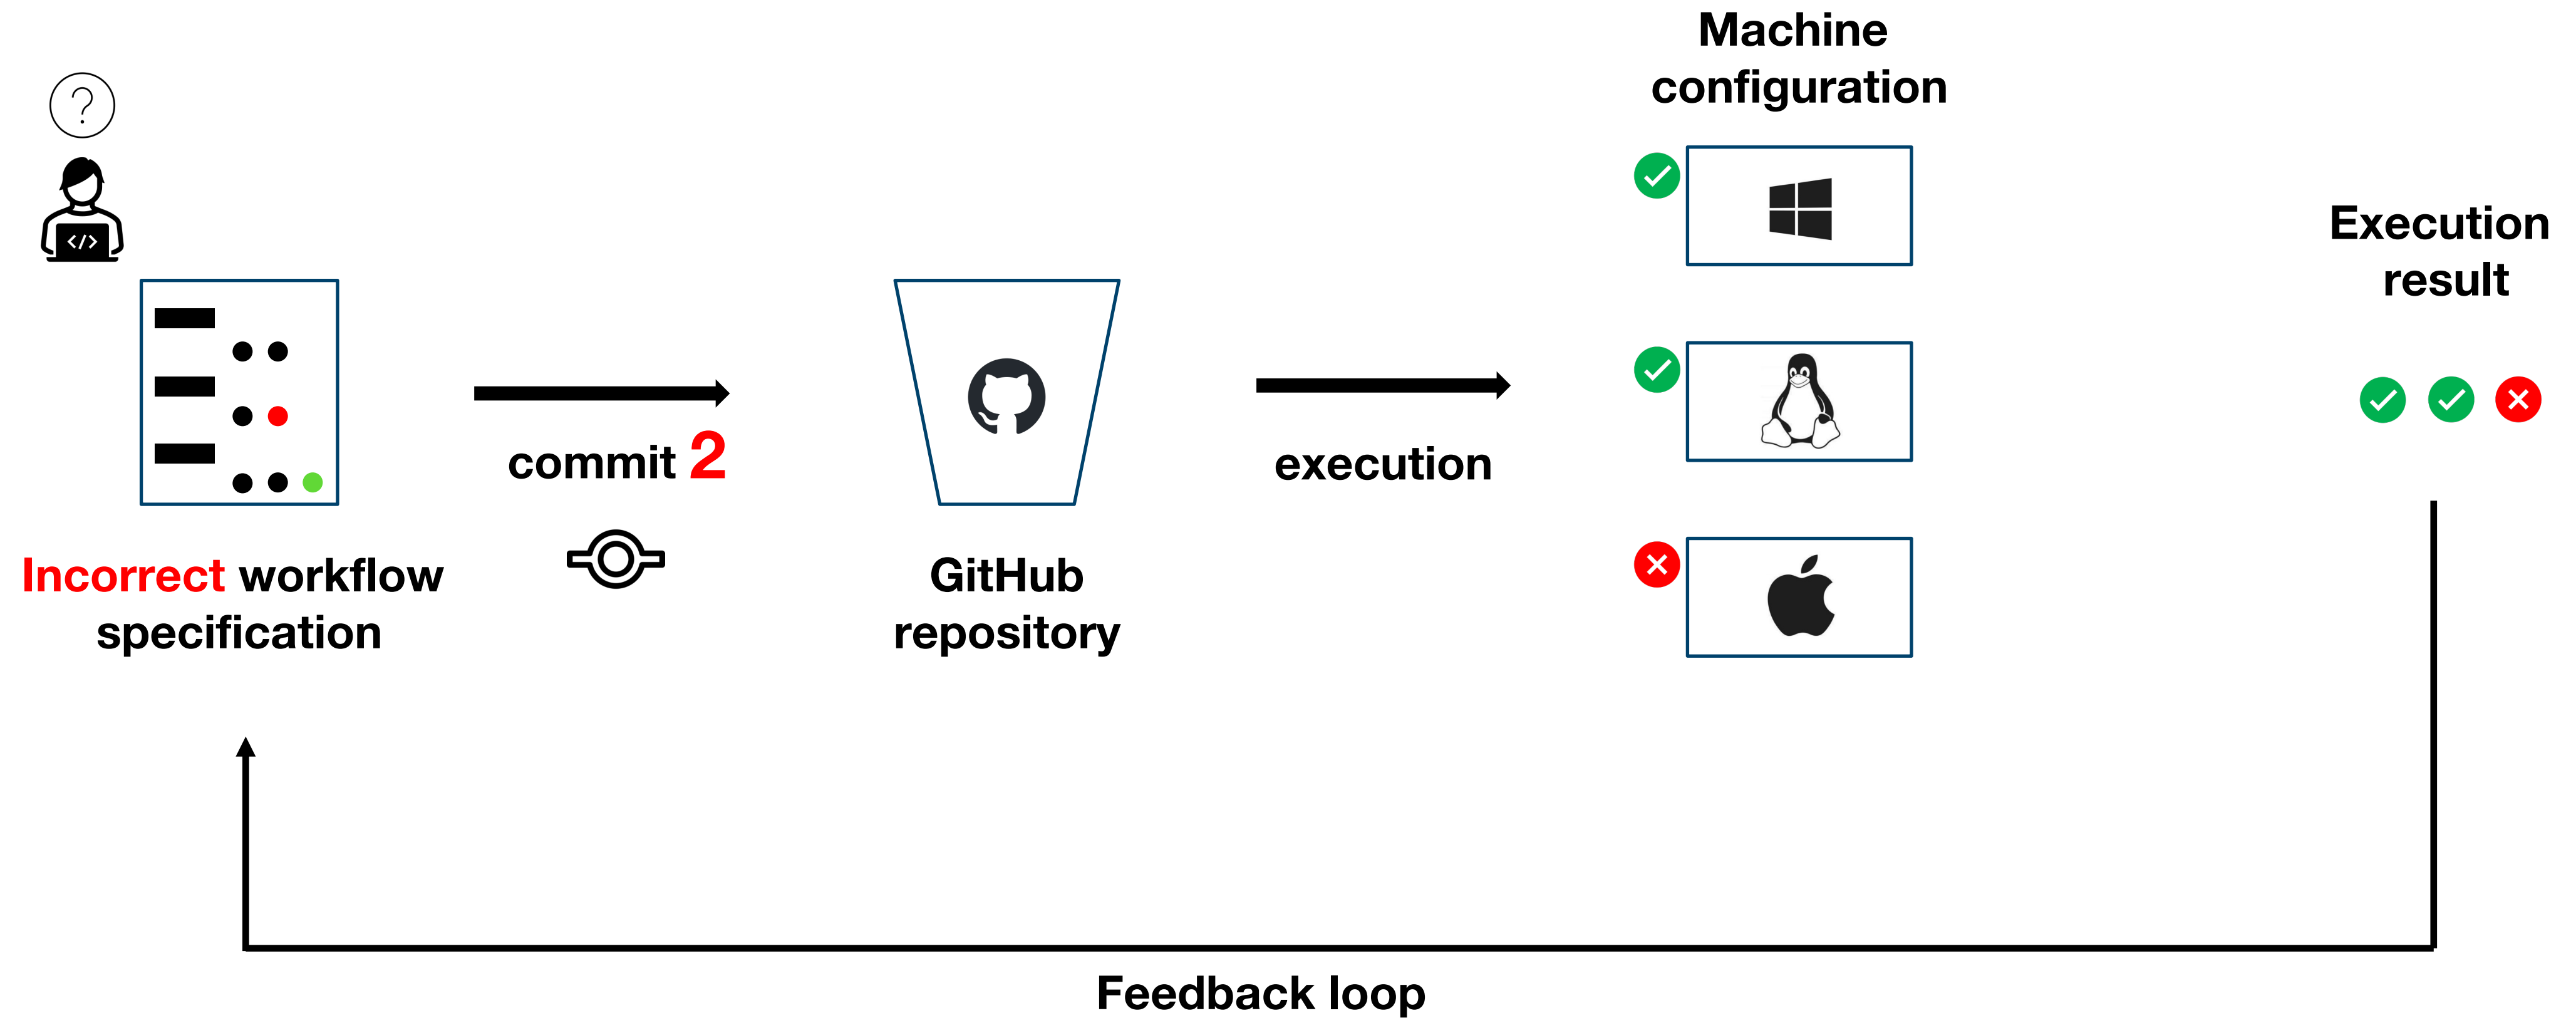 Machine
configuration
?
</>
Execution
result
commit 2
execution
Incorrect workflow
specification
GitHub
repository
Feedback loop